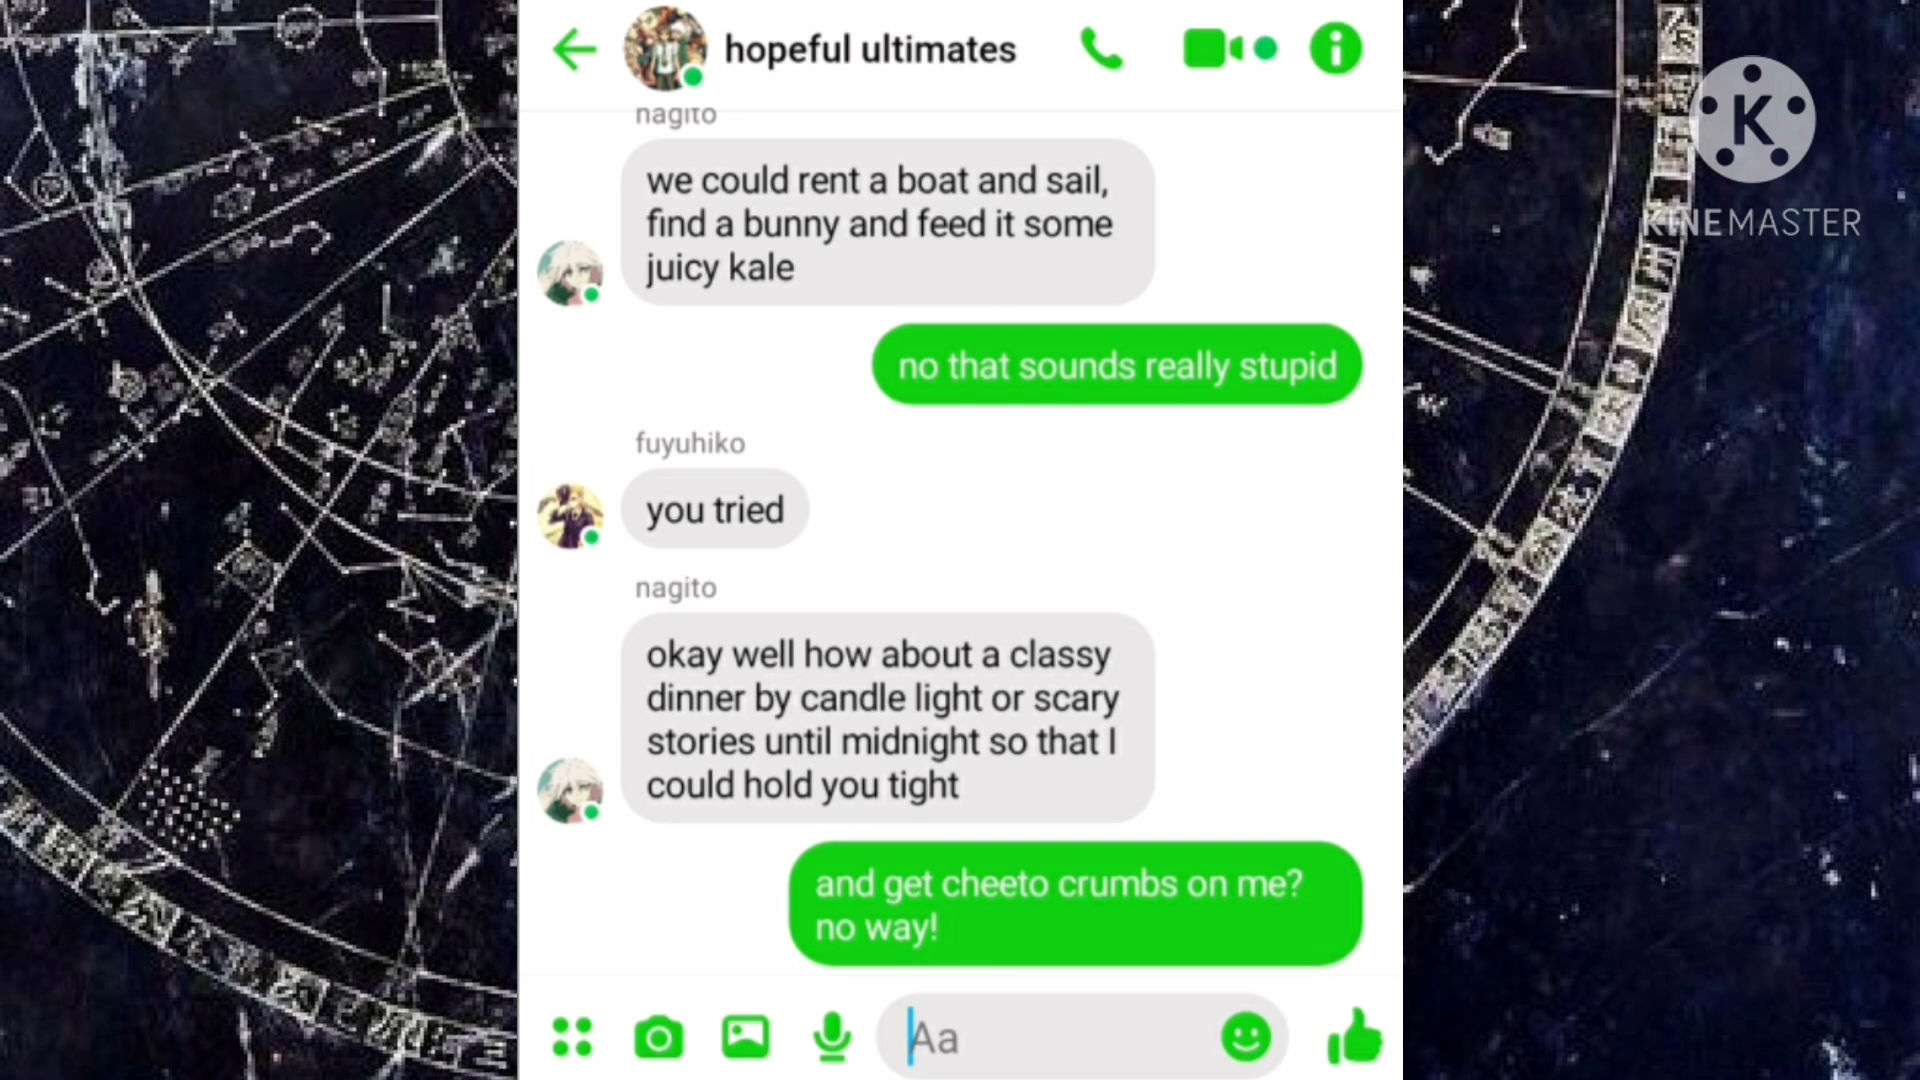 hopeful ultimates
nagito
we could rent a boat and sail,
find a bunny and feed it some
juicy kale
no that sounds really stupid
fuyuhiko
you tried
nagito
okay well how about a classy
dinner by candle light or scary
stories until midnight so that I
could hold you tight
and get cheeto crumbs on me?
no way!
Aa
K
KINEMASTER